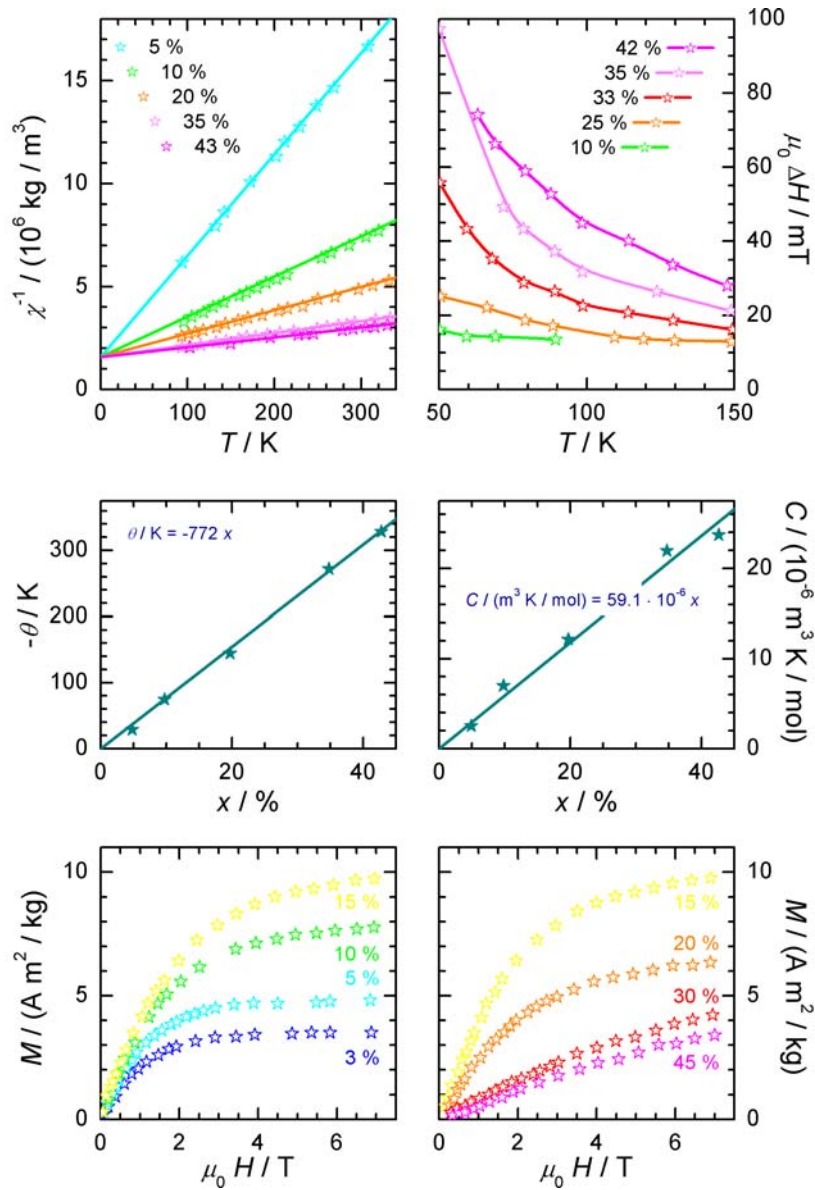 5 %
10 %
20 %
35 %
43 %
15
10
5
0
χ⁻¹ / (10⁶ kg / m³)
0 100 200 300
T / K
42 %
35 %
33 %
25 %
10 %
100
80
60
40
20
0
μ₀ ΔH / mT
50 100 150
T / K
θ / K = -772 x
300
200
100
0
-θ / K
0 20 40
x / %
C / (m³ K / mol) = 59.1 · 10⁻⁶ x
20
10
0
C / (10⁻⁶ m³ K / mol)
0 20 40
x / %
10
5
0
M / (A m² / kg)
15 %
10 %
5 %
3 %
0 2 4 6
μ₀ H / T
15 %
20 %
30 %
45 %
10
5
0
M / (A m² / kg)
0 2 4 6
μ₀ H / T